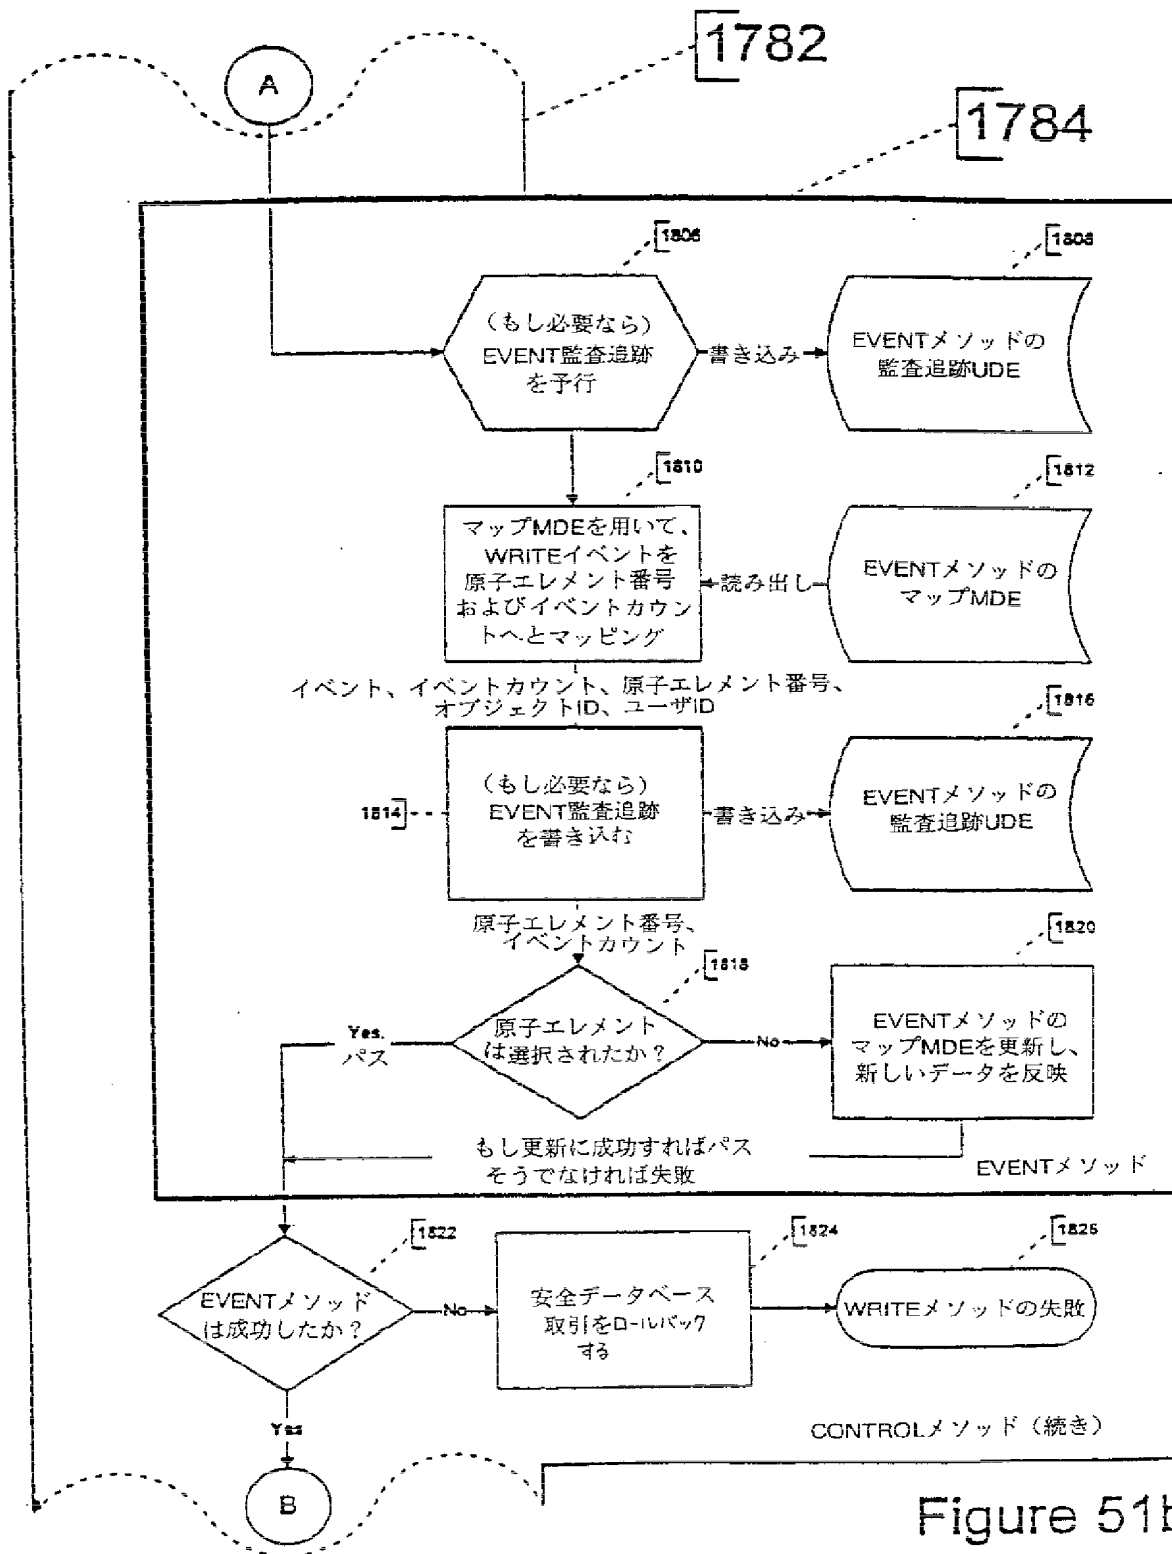 1782
A
1784
1806
1808
(もし必要なら)
EVENT監査追跡
を予行
書き込み
EVENTメソッドの
監査追跡UDE
1810
1812
マップMDEを用いて、
WRITEイベントを
原子エレメント番号
およびイベントカウン
トへとマッピング
読み出し
EVENTメソッドの
マップMDE
イベント、イベントカウント、原子エレメント番号、
オブジェクトID、ユーザID
1816
1814
(もし必要なら)
EVENT監査追跡
を書き込む
書き込み
EVENTメソッドの
監査追跡UDE
原子エレメント番号、
イベントカウント
1818
1820
Yes.
パス
原子エレメント
は選択されたか?
No
EVENTメソッドの
マップMDEを更新し、
新しいデータを反映
もし更新に成功すればパス
そうでなければ失敗
EVENTメソッド
1822
1824
EVENTメソッド
は成功したか?
No
安全データベース
取引をロールバック
する
WRITEメソッドの失敗
Yes
CONTROLメソッド(続き)
B
Figure 51b